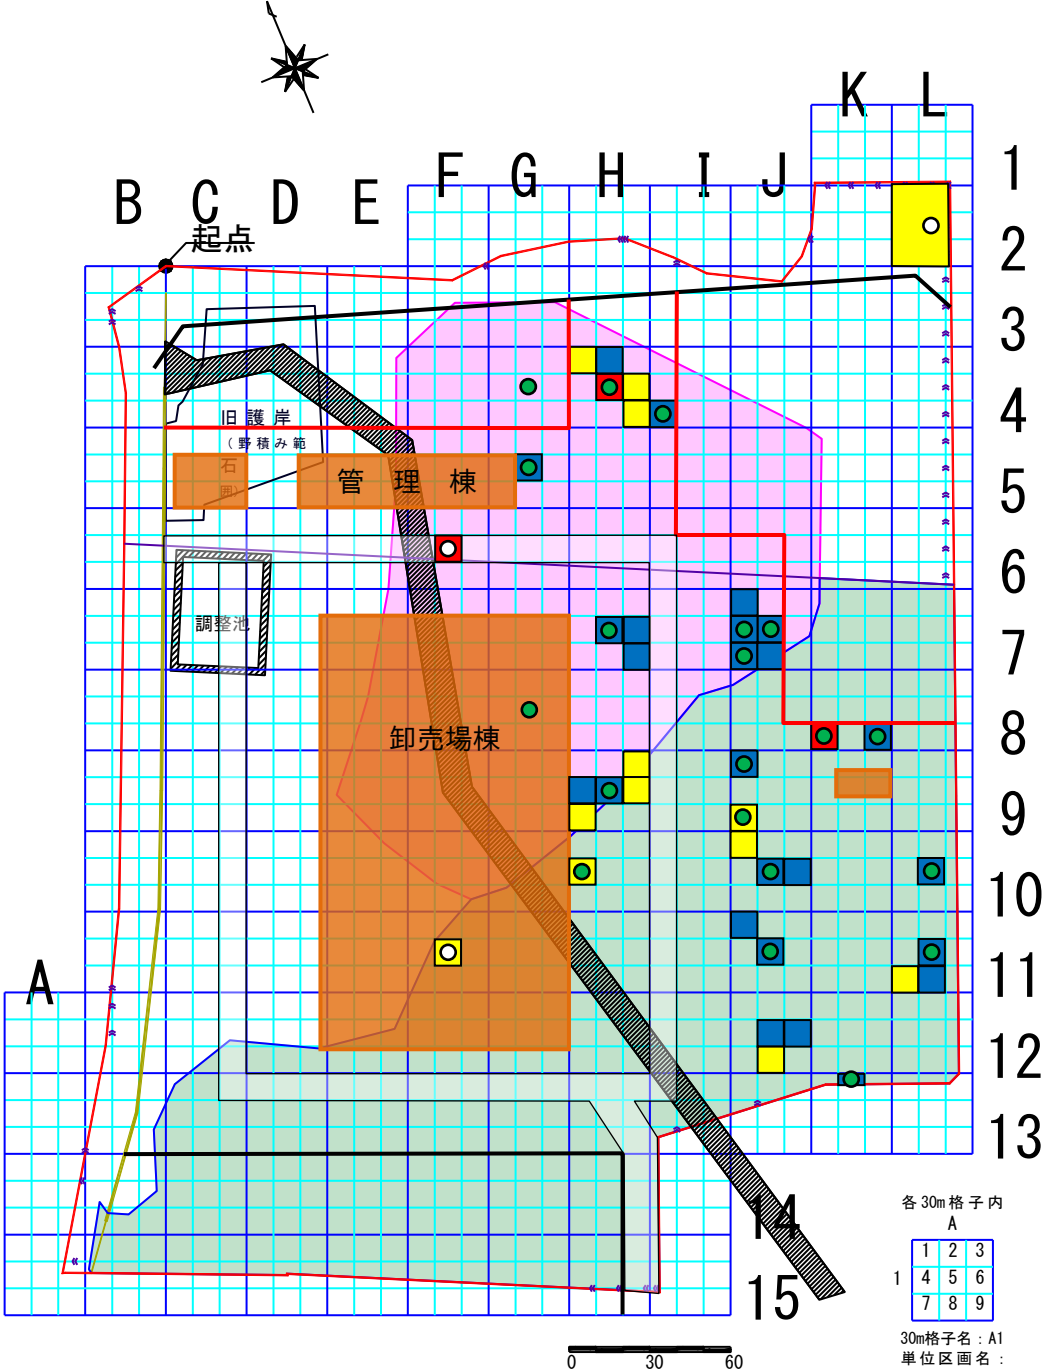 K L
F G H I J
B C D E
1
起点
2
3
4
旧護岸
(野積み範
石
囲)
管理棟
5
6
調整池
7
卸売場棟
8
9
10
A
11
12
13
14
15
各30m格子内
A
1 2 3
1 4 5 6
7 8 9
30m格子名：A1
単位区画名：
0 30 60